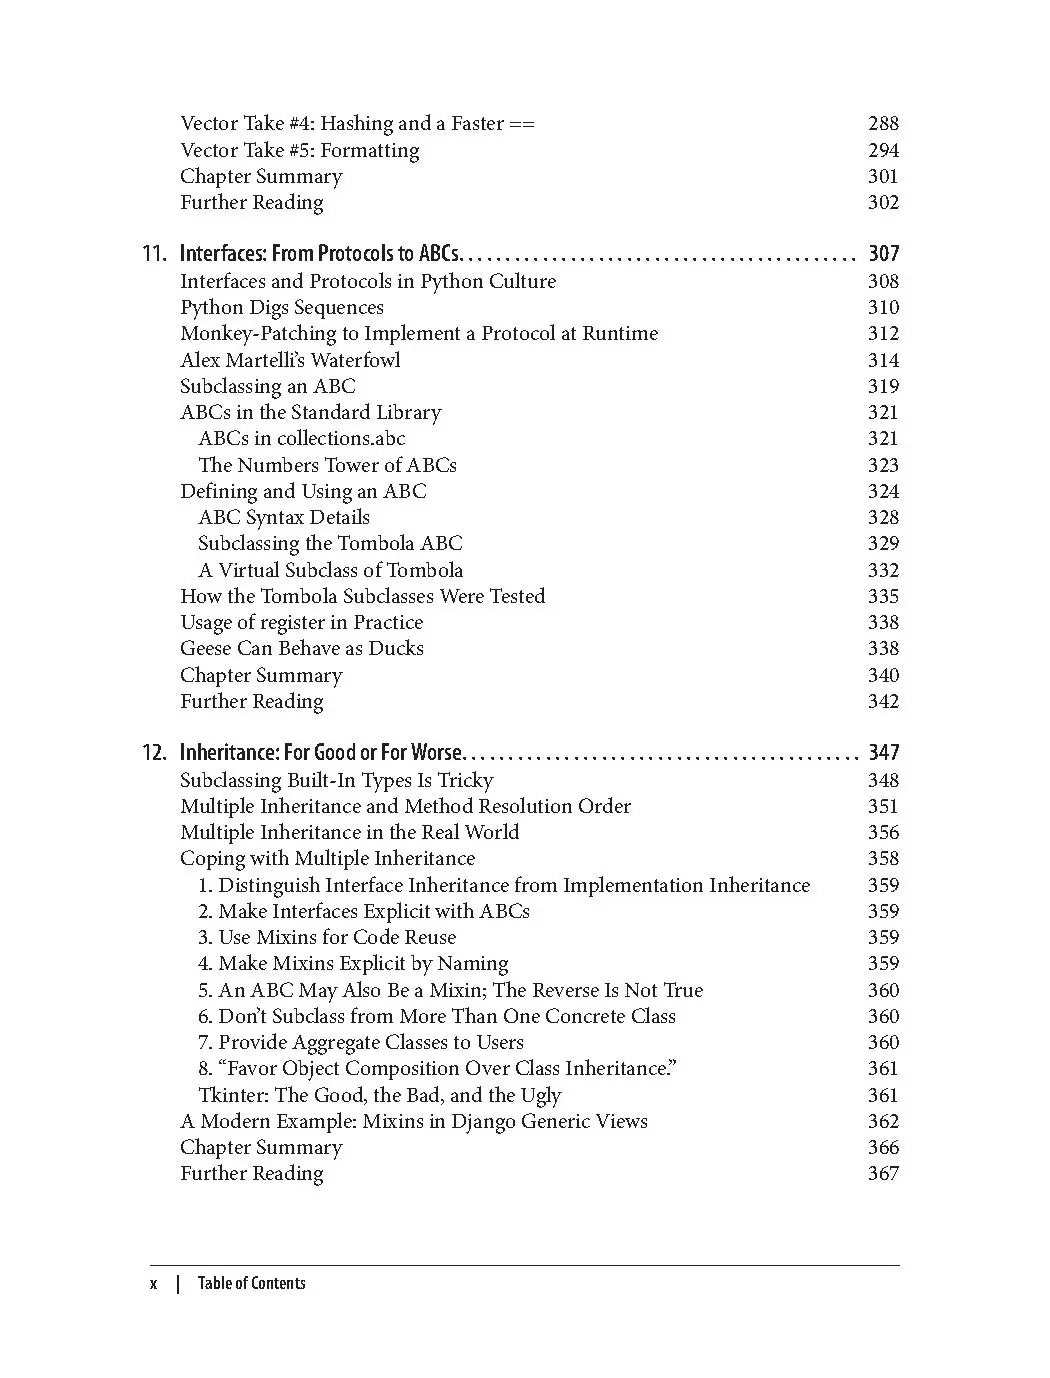 Vector Take #4: Hashing and a Faster == 288
Vector Take #5: Formatting 294
Chapter Summary 301
Further Reading 302
11. Interfaces: From Protocols to ABCs. . . . . . . . . . . . . . . . . . . . . . . . . . . . . . . . . . . . . . . . . . 307
Interfaces and Protocols in Python Culture 308
Python Digs Sequences 310
Monkey-Patching to Implement a Protocol at Runtime 312
Alex Martelli’s Waterfowl 314
Subclassing an ABC 319
ABCs in the Standard Library 321
ABCs in collections.abc 321
The Numbers Tower of ABCs 323
Defining and Using an ABC 324
ABC Syntax Details 328
Subclassing the Tombola ABC 329
A Virtual Subclass of Tombola 332
How the Tombola Subclasses Were Tested 335
Usage of register in Practice 338
Geese Can Behave as Ducks 338
Chapter Summary 340
Further Reading 342
12. Inheritance: For Good or For Worse. . . . . . . . . . . . . . . . . . . . . . . . . . . . . . . . . . . . . . . . . . 347
Subclassing Built-In Types Is Tricky 348
Multiple Inheritance and Method Resolution Order 351
Multiple Inheritance in the Real World 356
Coping with Multiple Inheritance 358
1. Distinguish Interface Inheritance from Implementation Inheritance 359
2. Make Interfaces Explicit with ABCs 359
3. Use Mixins for Code Reuse 359
4. Make Mixins Explicit by Naming 359
5. An ABC May Also Be a Mixin; The Reverse Is Not True 360
6. Don’t Subclass from More Than One Concrete Class 360
7. Provide Aggregate Classes to Users 360
8. “Favor Object Composition Over Class Inheritance.” 361
Tkinter: The Good, the Bad, and the Ugly 361
A Modern Example: Mixins in Django Generic Views 362
Chapter Summary 366
Further Reading 367
x | Table of Contents